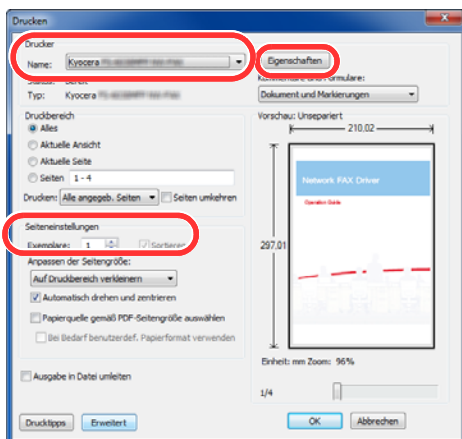 Drucken
Drucker
Name: Kyocera
Eigenschaften
Kommentare und Formulare:
Typ: Kyocera
Dokument und Markierungen
Druckbereich
Alles
Aktuelle Ansicht
Aktuelle Seite
Seiten 1 - 4
Drucken: Alle angegeb. Seiten Seiten umkehren
Seiteneinstellungen
Exemplare: 1 Sortieren
Anpassen der Seitengröße:
Auf Druckbereich verkleinern
Automatisch drehen und zentrieren
Papierquelle gemäß PDF-Seitengröße auswählen
Bei Bedarf benutzerdef. Papierformat verwenden
Ausgabe in Datei umleiten
Vorschau: Unsepariert
210,02
297,01
Network FAX Driver
Operation Guide
Einheit: mm Zoom: 96%
1/4
Drucktipps Erweitert OK Abbrechen